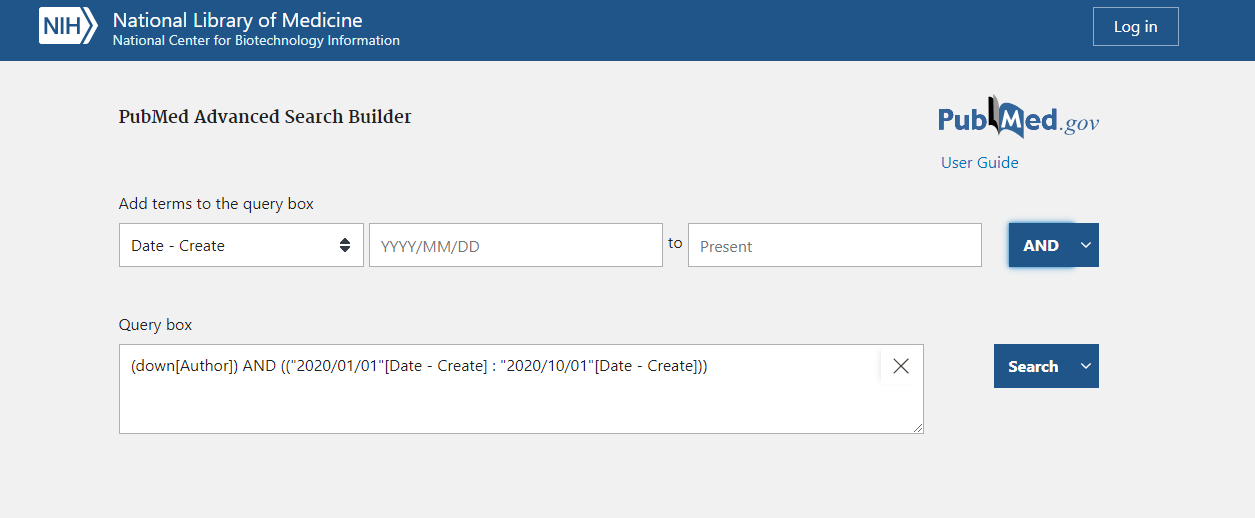 NIH National Library of Medicine
National Center for Biotechnology Information
Log in
PubMed Advanced Search Builder
PubMed.gov
User Guide
Add terms to the query box
Date - Create YYYY/MM/DD to Present AND
Query box
(down[Author]) AND (("2020/01/01"[Date - Create] : "2020/10/01"[Date - Create]))
Search